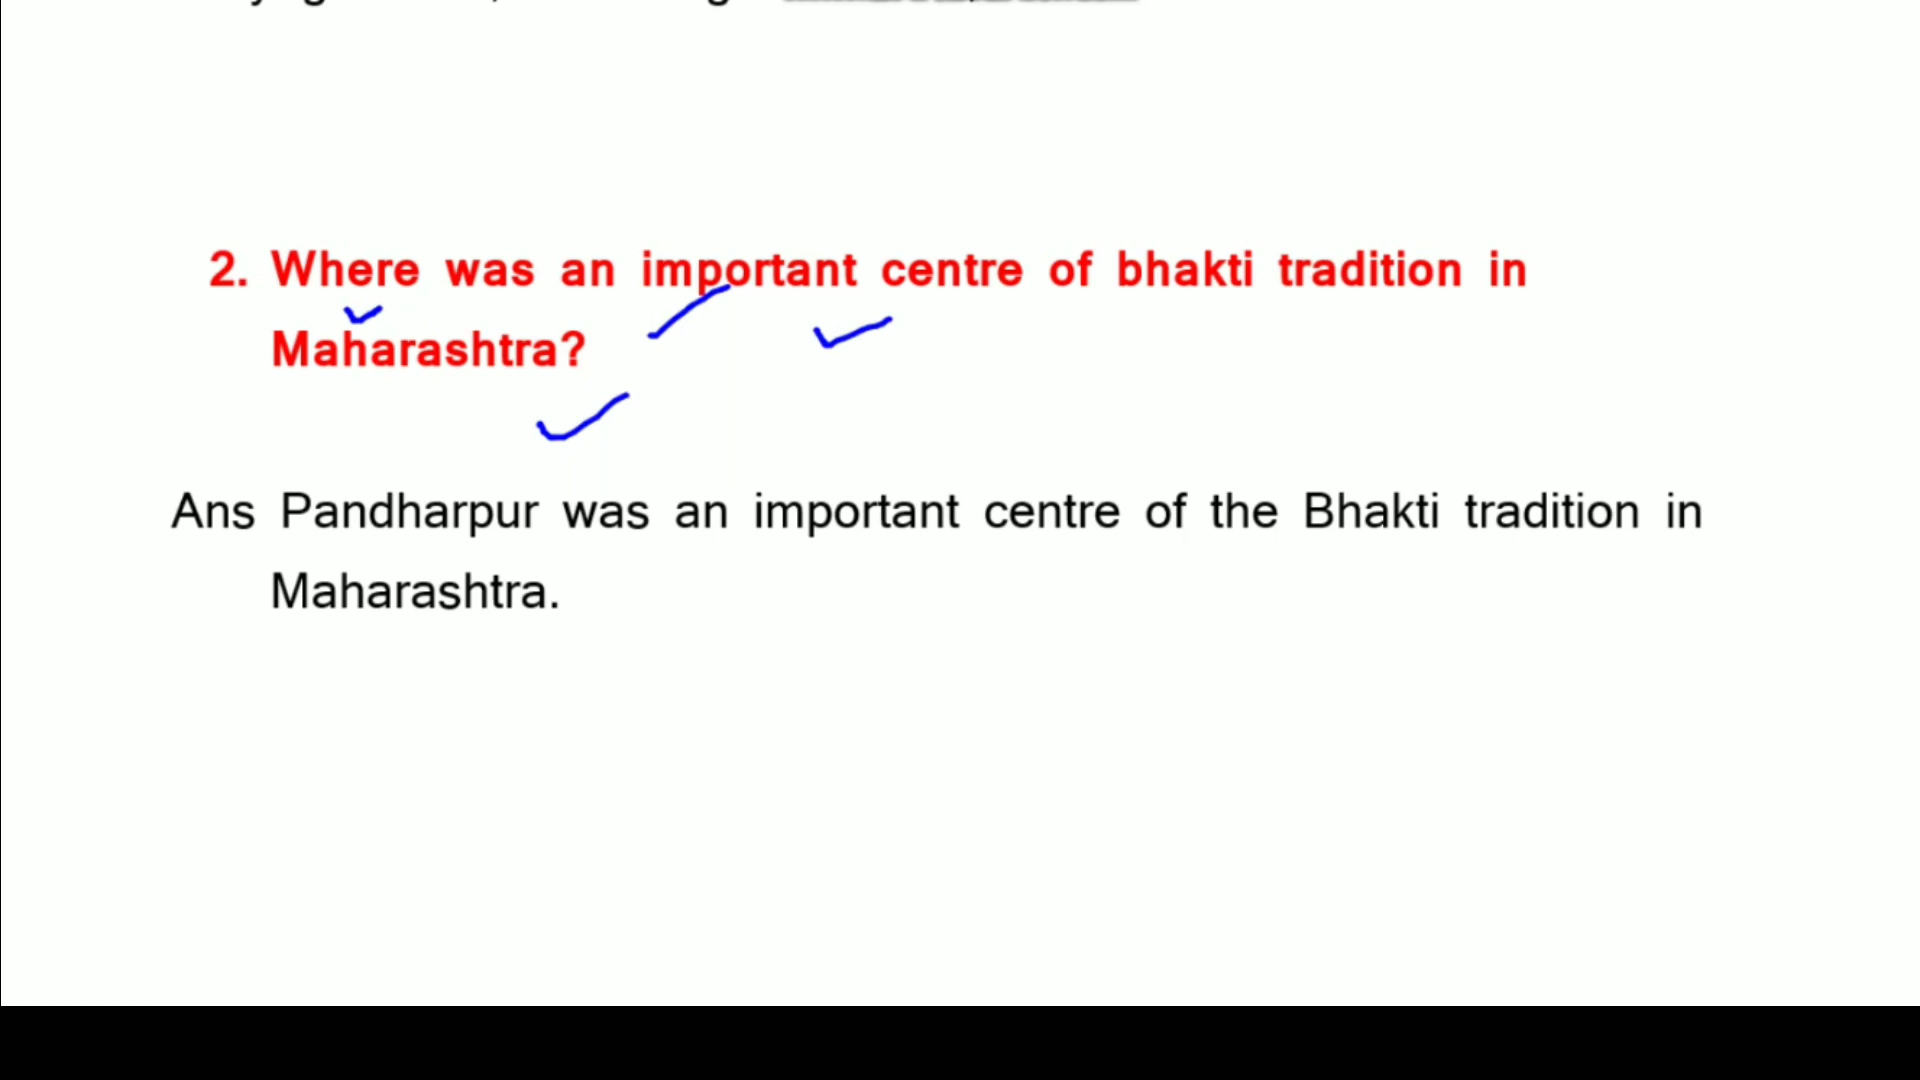 2. Where was an important centre of bhakti tradition in
Maharashtra?
Ans Pandharpur was an important centre of the Bhakti tradition in
Maharashtra.